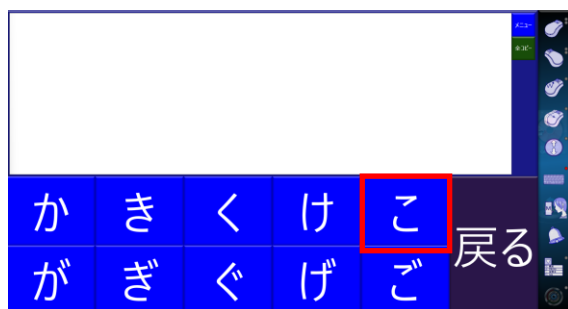 メニュー
全コピー
か き く け こ
戻る
が ぎ ぐ げ ご